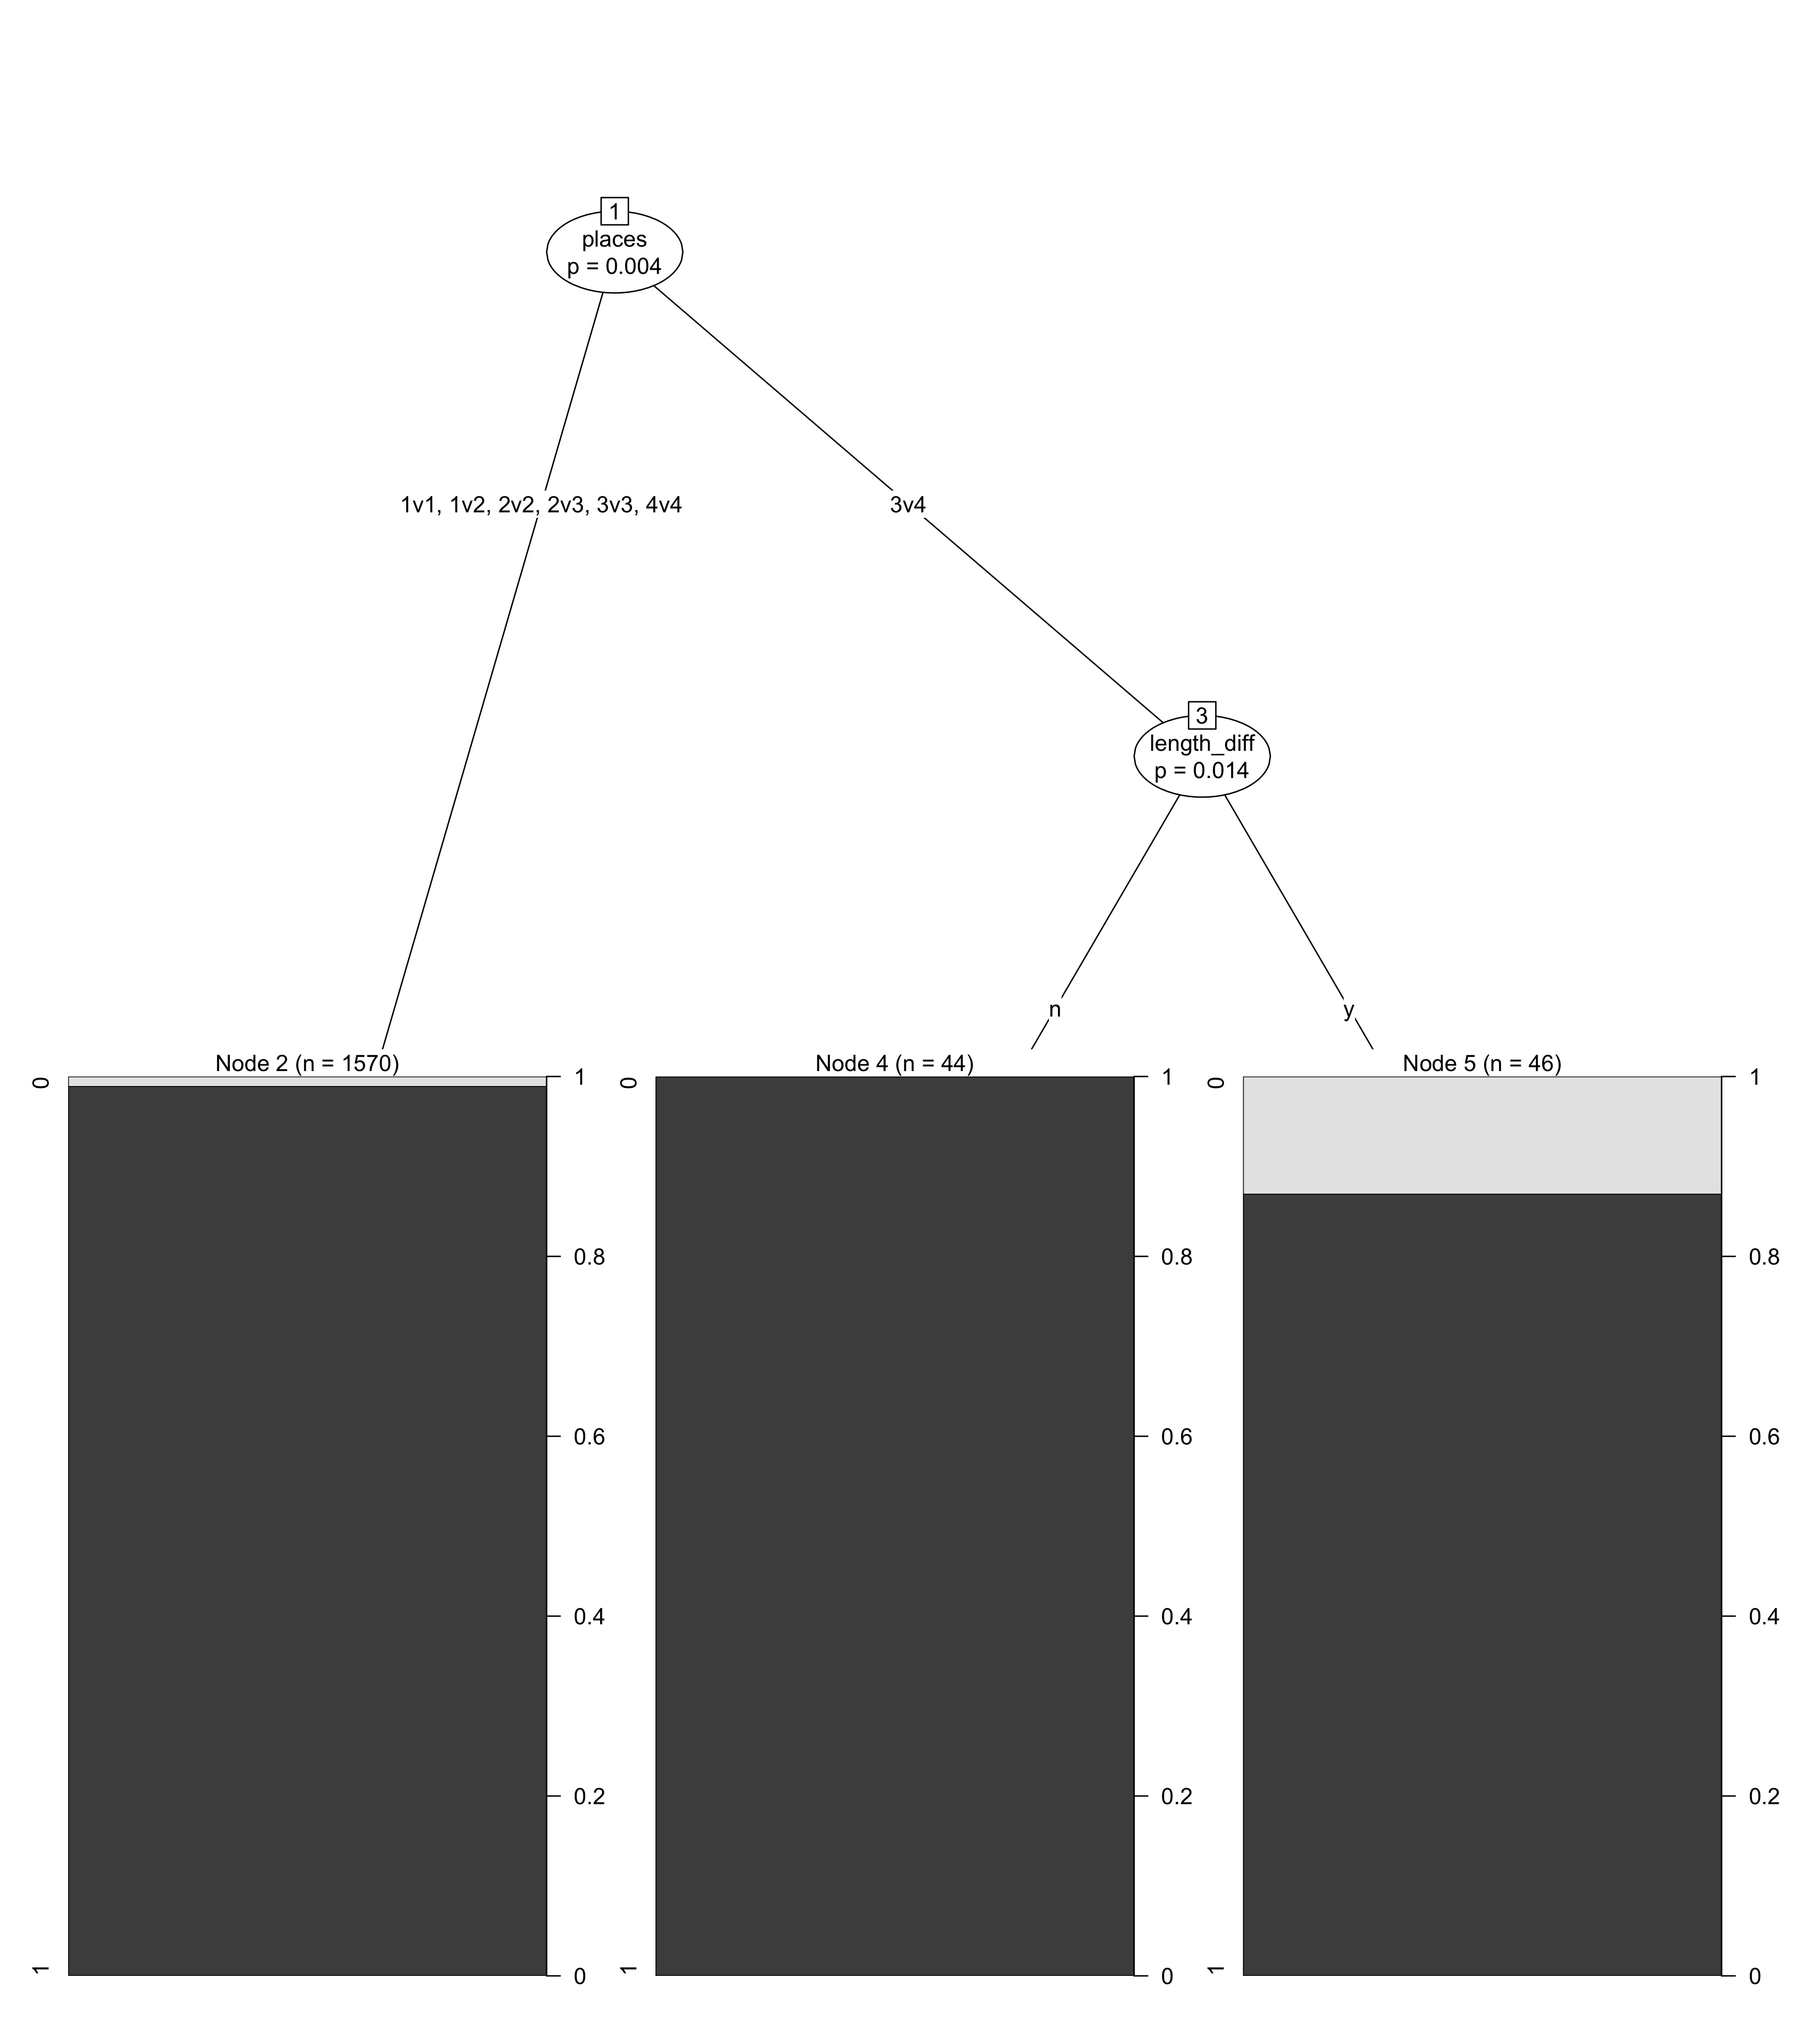 1
places
p = 0.004
1v1, 1v2, 2v2, 2v3, 3v3, 4v4
3v4
3
length_diff
p = 0.014
n
y
Node 2 (n = 1570)
0
1
1
0.8
0.6
0.4
0.2
0
Node 4 (n = 44)
0
1
1
0.8
0.6
0.4
0.2
0
Node 5 (n = 46)
0
1
1
0.8
0.6
0.4
0.2
0